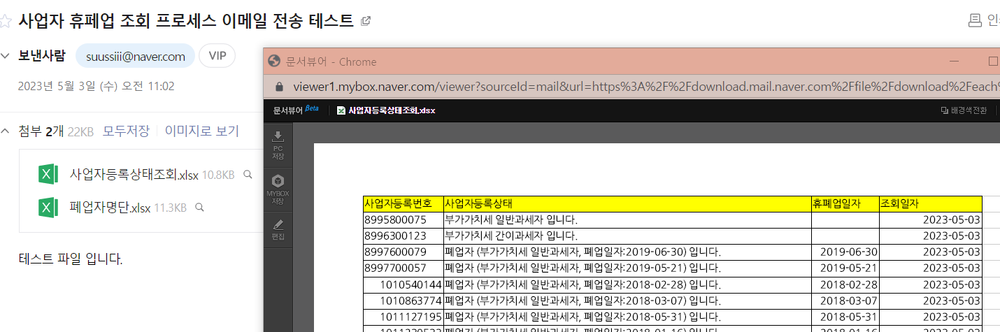 사업자 휴폐업 조회 프로세스 이메일 전송 테스트
보낸사람 suussiii@naver.com VIP
2023년 5월 3일 (수) 오전 11:02
첨부 2개 22KB 모두저장 이미지로 보기
사업자등록상태조회.xlsx 10.8KB
폐업자명단.xlsx 11.3KB
테스트 파일 입니다.
문서뷰어 - Chrome
viewer1.mybox.naver.com/viewer?sourceId=mail&url=https%3A%2F%2Fdownload.mail.naver.com%2Ffile%2Fdownload%2Feach%
문서뷰어 Beta 사업자등록상태조회.xlsx 배경색전환
PC
저장
MYBOX
저장
편집
사업자등록번호 사업자등록상태 휴폐업일자 조회일자
8995800075 부가가치세 일반과세자 입니다. 2023-05-03
8996300123 부가가치세 간이과세자 입니다. 2023-05-03
8997600079 폐업자 (부가가치세 일반과세자, 폐업일자:2019-06-30) 입니다. 2019-06-30 2023-05-03
8997700057 폐업자 (부가가치세 일반과세자, 폐업일자:2019-05-21) 입니다. 2019-05-21 2023-05-03
1010540144 폐업자 (부가가치세 일반과세자, 폐업일자:2018-02-28) 입니다. 2018-02-28 2023-05-03
1010863774 폐업자 (부가가치세 일반과세자, 폐업일자:2018-03-07) 입니다. 2018-03-07 2023-05-03
1011127195 폐업자 (부가가치세 일반과세자, 폐업일자:2018-05-31) 입니다. 2018-05-31 2023-05-03